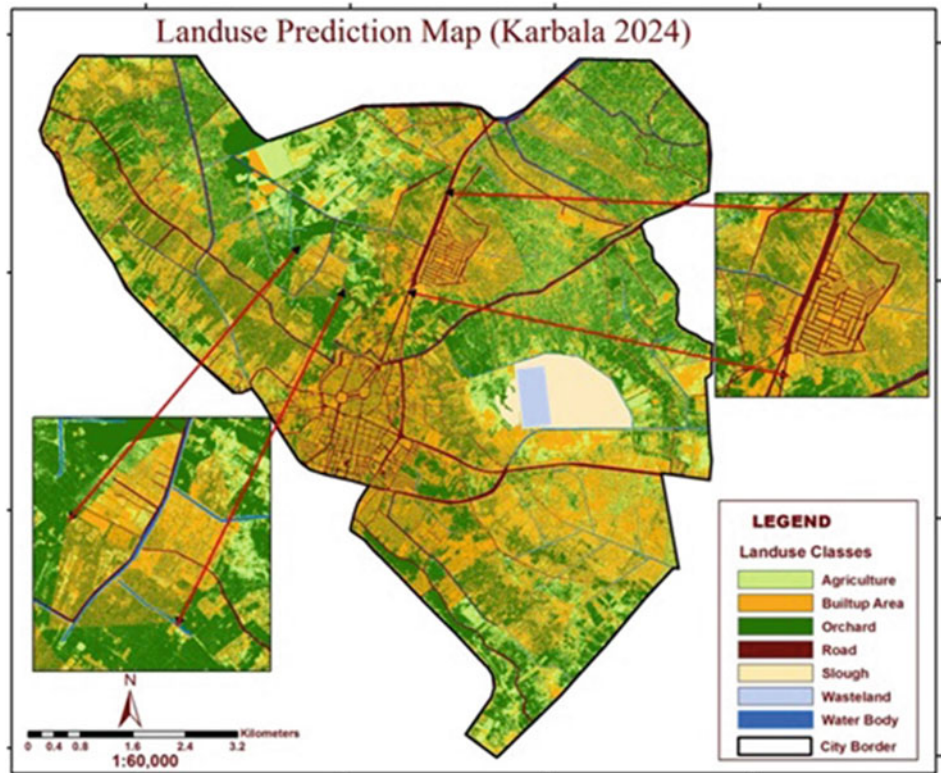 Landuse Prediction Map (Karbala 2024)
LEGEND
Landuse Classes
Agriculture
Builtup Area
Orchard
Road
Slough
Wasteland
Water Body
City Border
N
Kilometers
0 0.4 0.8 1.6 2.4 3.2
1:60,000